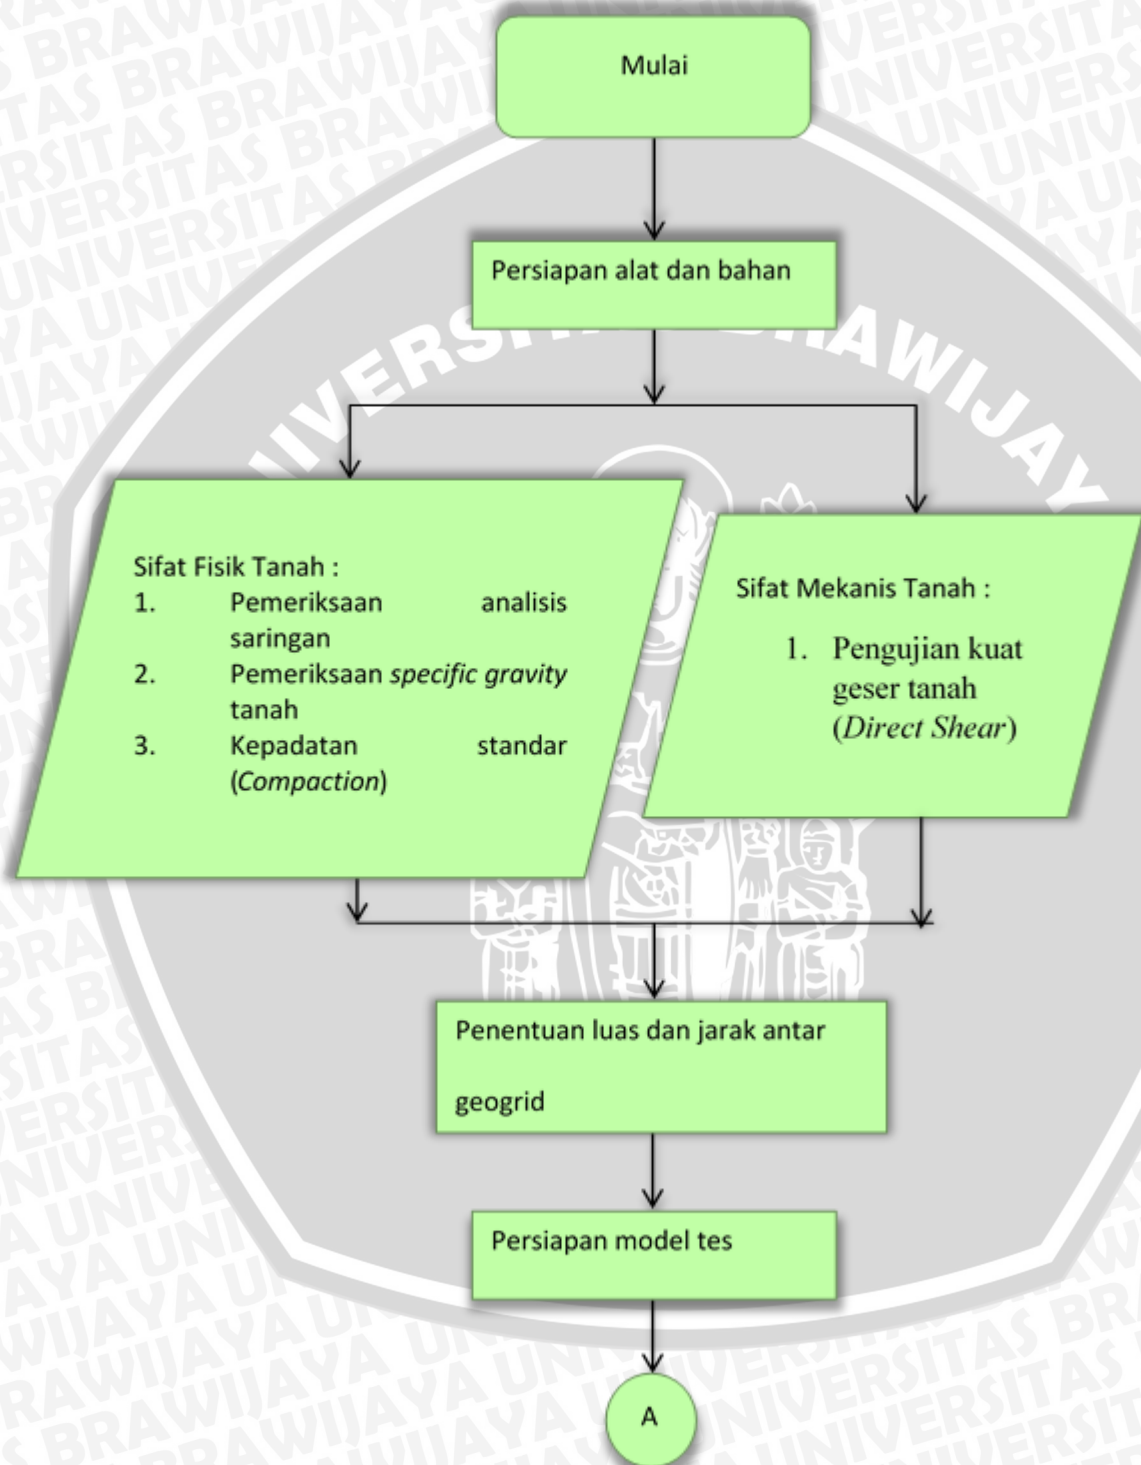 Mulai
Persiapan alat dan bahan
UNIVERSITAS BRAWIJAYA
Sifat Fisik Tanah :
1. Pemeriksaan analisis
saringan
2. Pemeriksaan specific gravity
tanah
3. Kepadatan standar
(Compaction)
Sifat Mekanis Tanah :
1. Pengujian kuat
geser tanah
(Direct Shear)
Penentuan luas dan jarak antar
geogrid
Persiapan model tes
A